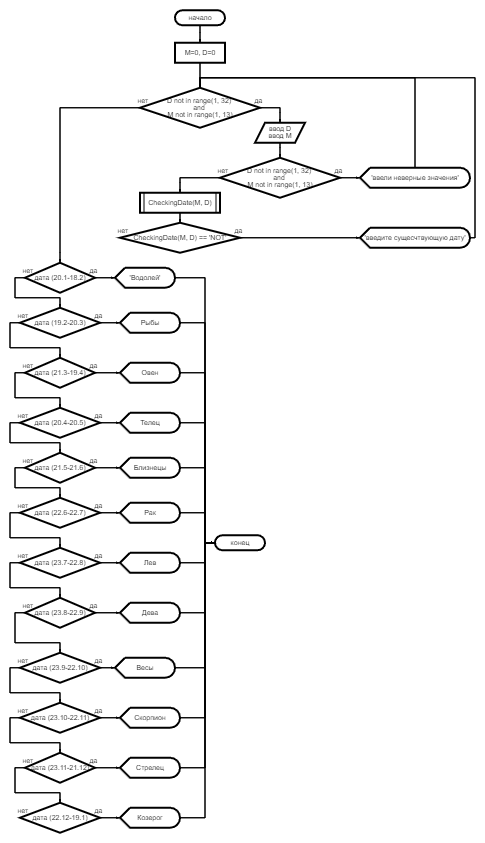 начало
M=0, D=0
нет
да
D not in range(1, 32)
and
M not in range(1, 13)
ввод D
ввод M
нет
да
D not in range(1, 32)
and
M not in range(1, 13)
'ввели неверные значения'
CheckingDate(M, D)
нет
да
CheckingDate(M, D) == 'NOT'
'введите существующую дату'
нет
да
дата (20.1-18.2)
'Водолей'
нет
да
дата (19.2-20.3)
Рыбы
нет
да
дата (21.3-19.4)
Овен
нет
да
дата (20.4-20.5)
Телец
нет
да
дата (21.5-21.6)
Близнецы
нет
да
дата (22.6-22.7)
Рак
нет
да
дата (23.7-22.8)
Лев
конец
нет
да
дата (23.8-22.9)
Дева
нет
да
дата (23.9-22.10)
Весы
нет
да
дата (23.10-22.11)
Скорпион
нет
да
дата (23.11-21.12)
Стрелец
нет
да
дата (22.12-19.1)
Козерог